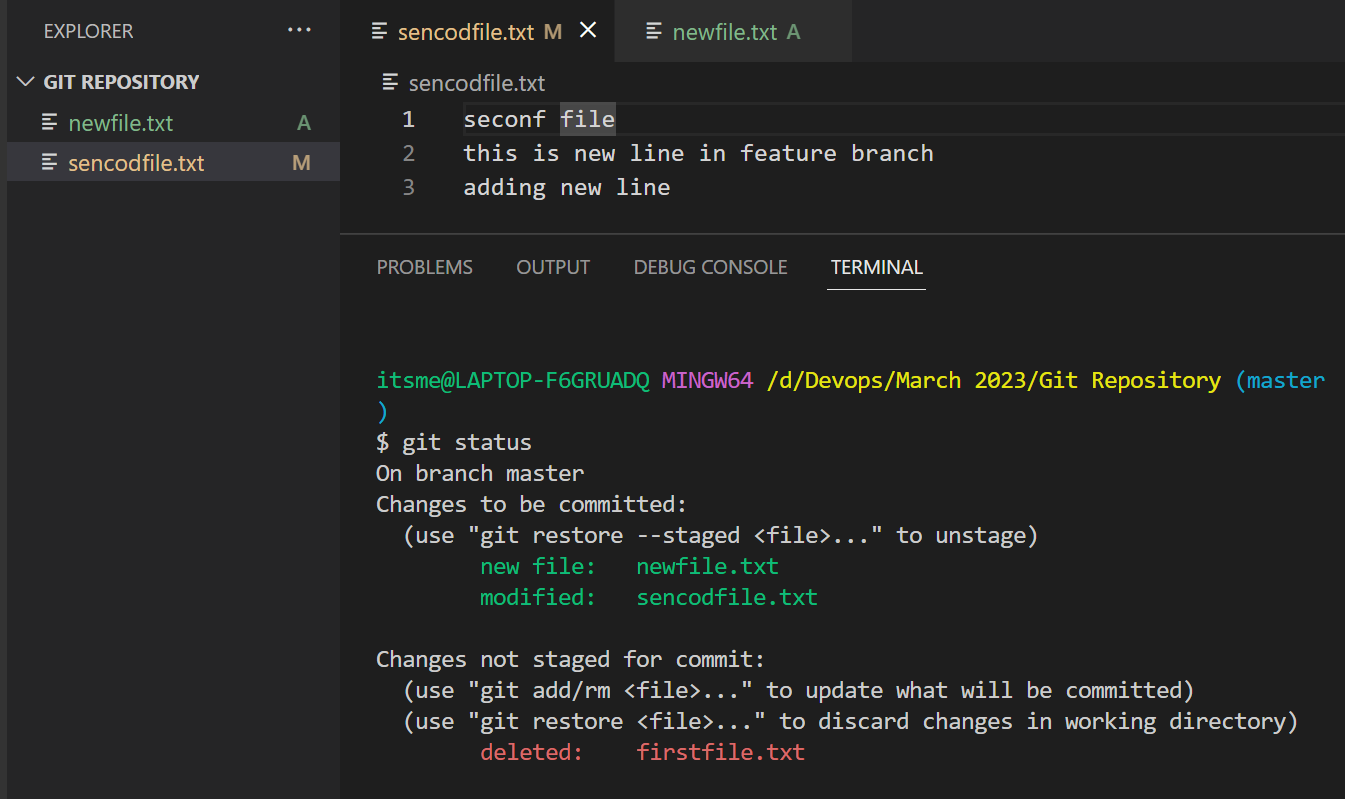 EXPLORER ...
GIT REPOSITORY
newfile.txt A
sencodfile.txt M
sencodfile.txt M ×
newfile.txt A
sencodfile.txt
1 seconf file
2 this is new line in feature branch
3 adding new line
PROBLEMS OUTPUT DEBUG CONSOLE TERMINAL
itsme@LAPTOP-F6GRUADQ MINGW64 /d/Devops/March 2023/Git Repository (master
)
$ git status
On branch master
Changes to be committed:
(use "git restore --staged <file>..." to unstage)
new file: newfile.txt
modified: sencodfile.txt
Changes not staged for commit:
(use "git add/rm <file>..." to update what will be committed)
(use "git restore <file>..." to discard changes in working directory)
deleted: firstfile.txt